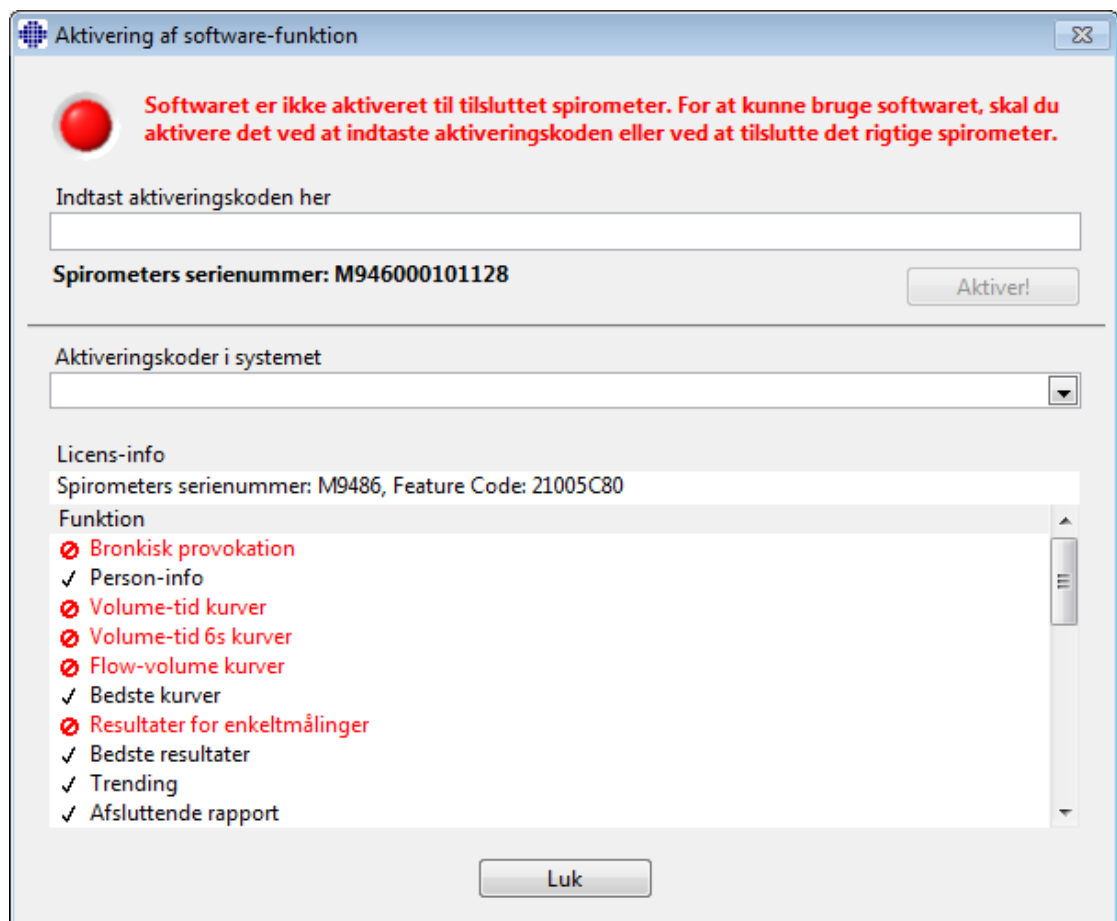 Aktivering af software-funktion
Softwaret er ikke aktiveret til tilsluttet spirometer. For at kunne bruge softwaret, skal du
aktivere det ved at indtaste aktiveringskoden eller ved at tilslutte det rigtige spirometer.
Indtast aktiveringskoden her
Spirometers serienummer: M946000101128
Aktiver!
Aktiveringskoder i systemet
Licens-info
Spirometers serienummer: M9486, Feature Code: 21005C80
Funktion
Bronkisk provokation
Person-info
Volume-tid kurver
Volume-tid 6s kurver
Flow-volume kurver
Bedste kurver
Resultater for enkeltmålinger
Bedste resultater
Trending
Afsluttende rapport
Luk